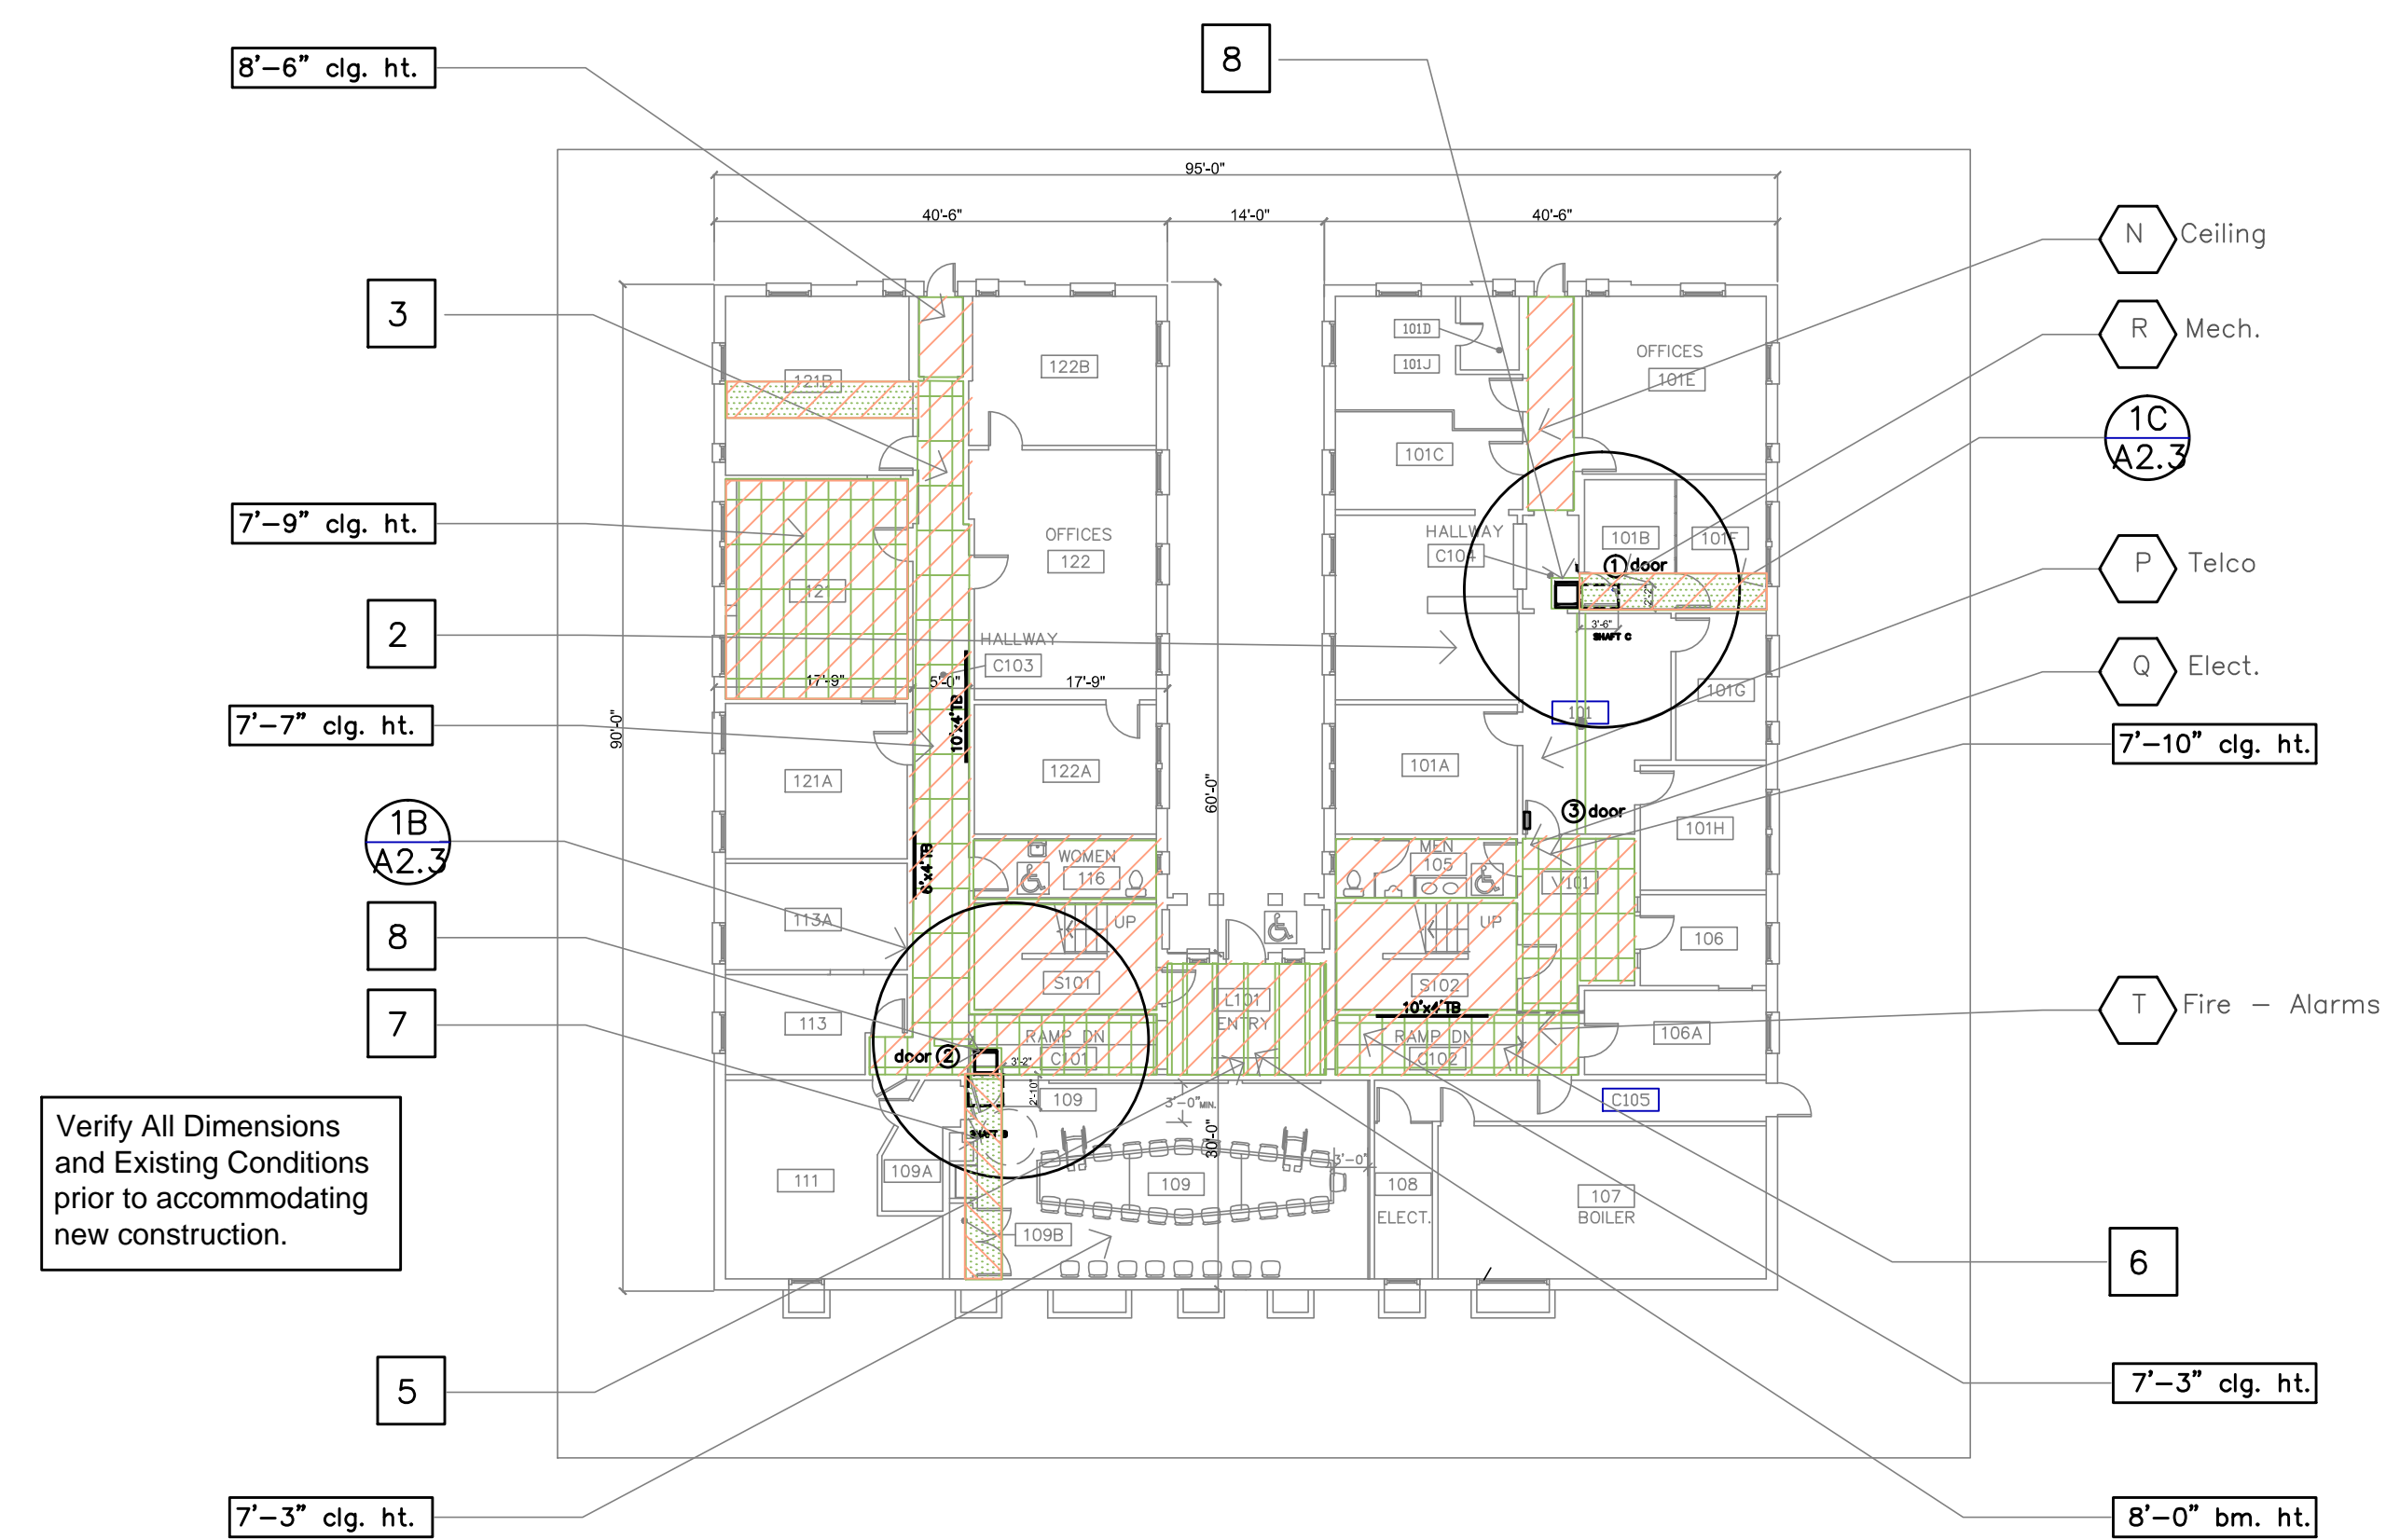 8
8'-6" clg. ht.
95'-0"
40'-6"
14'-0"
40'-6"
N Ceiling
3
R Mech.
101D
101J
OFFICES
101E
121B
122B
1C
A2.3
101C
7'-9" clg. ht.
OFFICES
122
HALLWAY
C104
101B
101F
1 door
P Telco
121
2'-2"
3'-6"
SHAFT C
2
HALLWAY
C103
Q Elect.
17'-9"
5'-0"
17'-9"
101G
7'-7" clg. ht.
10'x4'TB
90'-0"
101
7'-10" clg. ht.
121A
122A
60'-0"
101A
3 door
1B
A2.3
6'x4'TB
WOMEN
116
MEN
105
V101
101H
113A
UP
UP
8
106
S101
S102
7
113
L101
ENTRY
10'x4'TB
T Fire – Alarms
RAMP DN
C101
RAMP DN
C102
106A
door 2
3'-2"
2'-10"
109
3'-0" MIN.
C105
Verify All Dimensions
and Existing Conditions
prior to accommodating
new construction.
SHAFT B
30'-0"
3'-0"
111
109A
109
108
ELECT.
107
BOILER
109B
6
5
7'-3" clg. ht.
7'-3" clg. ht.
8'-0" bm. ht.